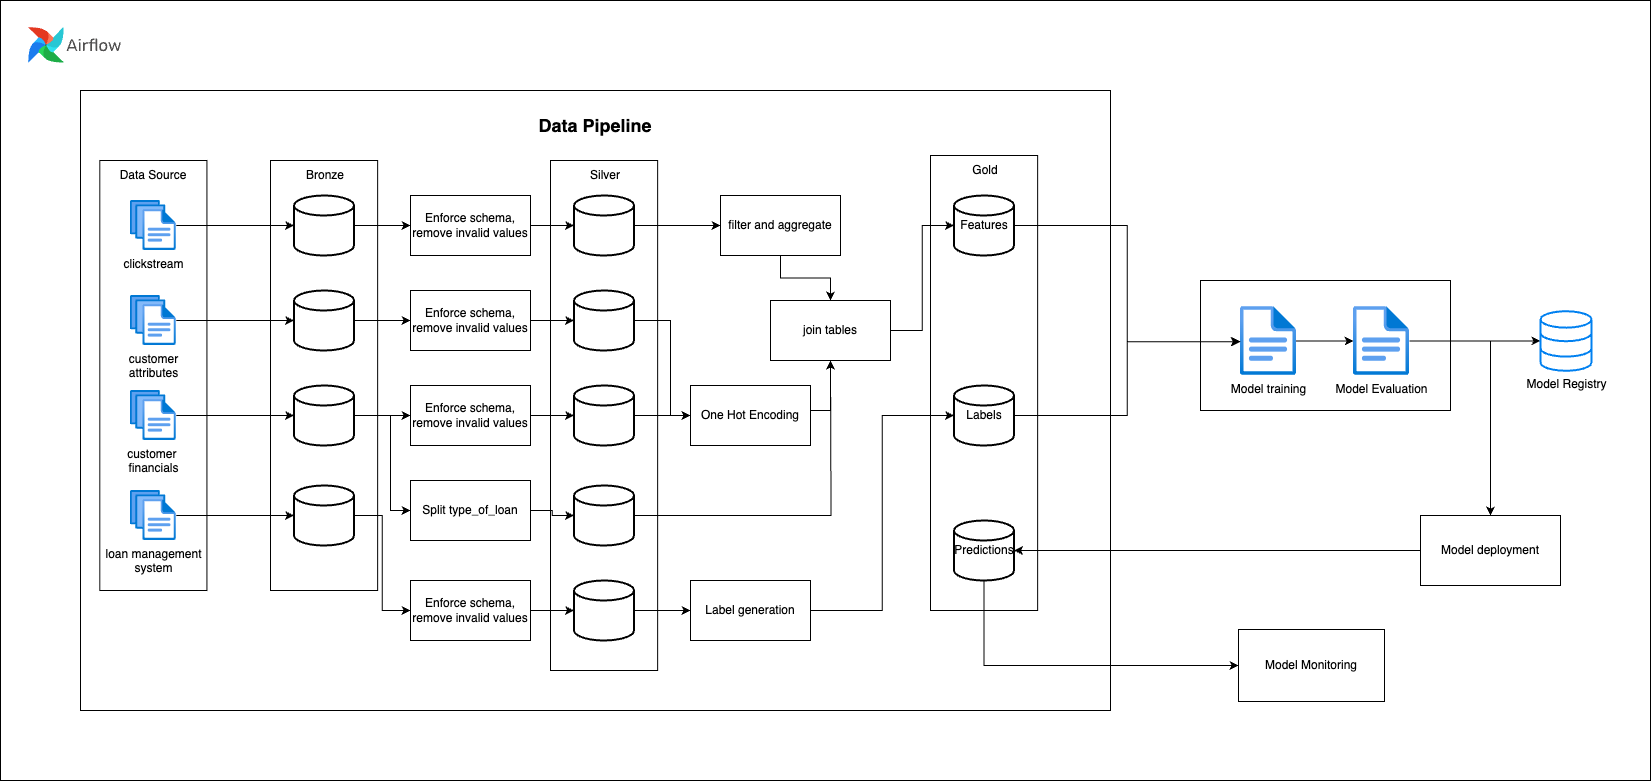 Airflow
Data Pipeline
Data Source
clickstream
customer
attributes
customer
financials
loan management
system
Bronze
Enforce schema,
remove invalid values
Enforce schema,
remove invalid values
Enforce schema,
remove invalid values
Split type_of_loan
Enforce schema,
remove invalid values
Silver
filter and aggregate
join tables
One Hot Encoding
Label generation
Gold
Features
Labels
Predictions
Model training
Model Evaluation
Model Registry
Model deployment
Model Monitoring